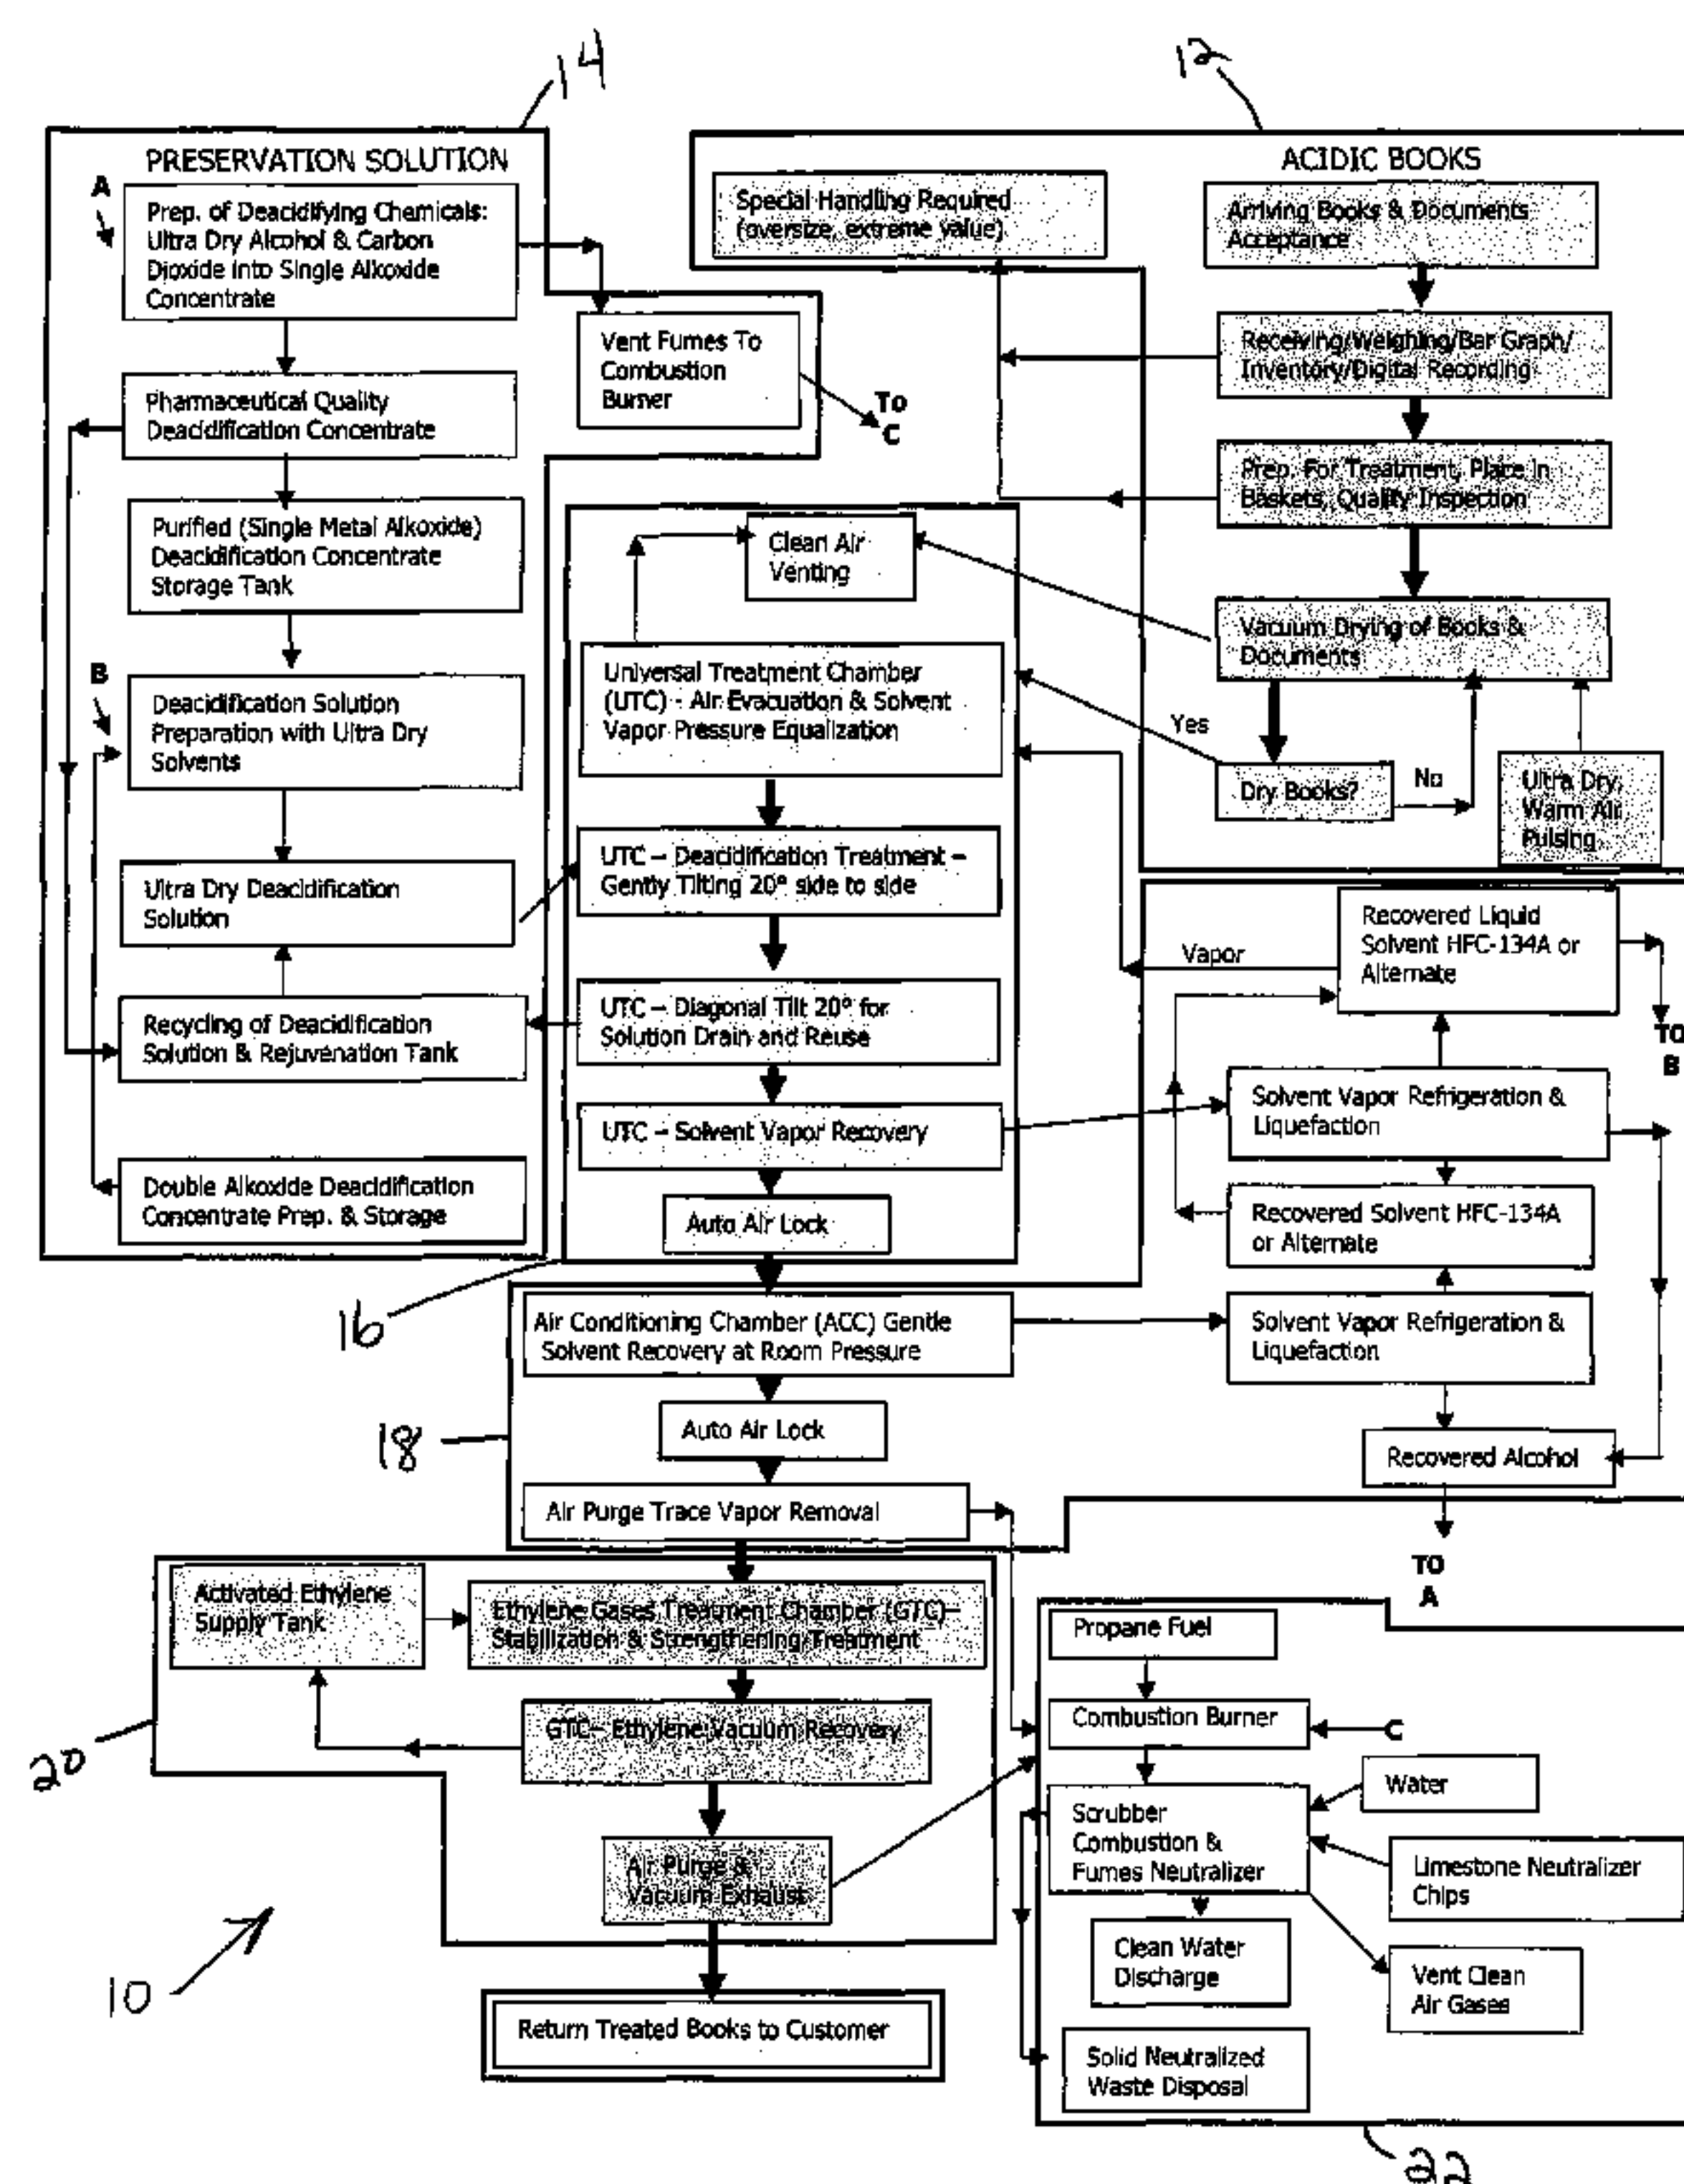 14
12
PRESERVATION SOLUTION
A
Prep. of Deacidifying Chemicals:
Ultra Dry Alcohol & Carbon
Dioxide into Single Alkoxide
Concentrate
Vent Fumes To
Combustion
Burner
To
C
Pharmaceutical Quality
Deacidification Concentrate
Purified (Single Metal Alkoxide)
Deacidification Concentrate
Storage Tank
B
Deacidification Solution
Preparation with Ultra Dry
Solvents
Ultra Dry Deacidification
Solution
Recycling of Deacidification
Solution & Rejuvenation Tank
Double Alkoxide Deacidification
Concentrate Prep. & Storage
ACIDIC BOOKS
Special Handling Required
(oversize, extreme value)
Arriving Books & Documents
Acceptance
Receiving/Weighing/Bar Graph/
Inventory/Digital Recording
Prep. For Treatment, Place In
Baskets, Quality Inspection
Vacuum Drying of Books &
Documents
Yes
Dry Books?
No
Ultra Dry,
Warm Air
Pulsing
Clean Air
Venting
Universal Treatment Chamber
(UTC) - Air Evacuation & Solvent
Vapor Pressure Equalization
UTC – Deacidification Treatment –
Gently Tilting 20° side to side
UTC – Diagonal Tilt 20° for
Solution Drain and Reuse
UTC – Solvent Vapor Recovery
Auto Air Lock
16
Vapor
Recovered Liquid
Solvent HFC-134A or
Alternate
TO
B
Solvent Vapor Refrigeration &
Liquefaction
Recovered Solvent HFC-134A
or Alternate
Solvent Vapor Refrigeration &
Liquefaction
Recovered Alcohol
TO
A
Air Conditioning Chamber (ACC) Gentle
Solvent Recovery at Room Pressure
Auto Air Lock
18
Air Purge Trace Vapor Removal
Activated Ethylene
Supply Tank
Ethylene Gases Treatment Chamber (GTC)–
Stabilization & Strengthening Treatment
GTC– Ethylene Vacuum Recovery
20
Air Purge &
Vacuum Exhaust
10
Return Treated Books to Customer
Propane Fuel
Combustion Burner
C
Water
Scrubber
Combustion &
Fumes Neutralizer
Limestone Neutralizer
Chips
Clean Water
Discharge
Vent Clean
Air Gases
Solid Neutralized
Waste Disposal
22